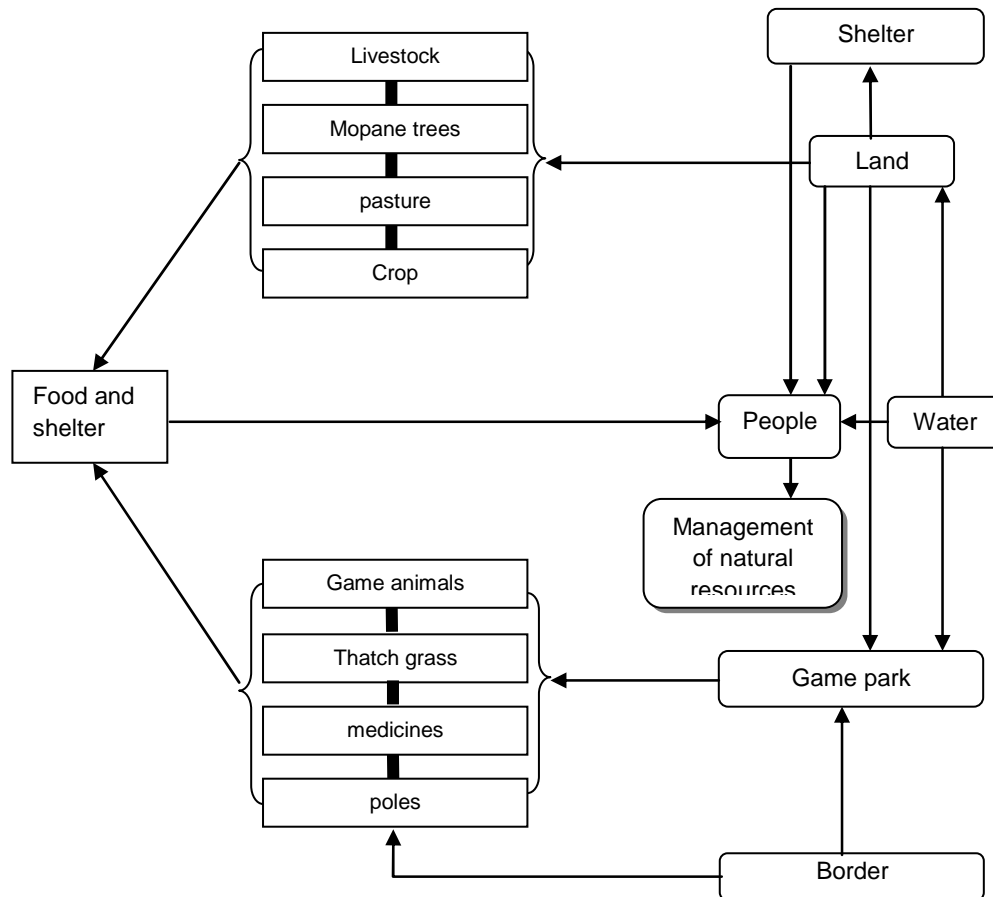 Shelter
Livestock
Mopane trees
Land
pasture
Crop
Food and
shelter
People
Water
Management
of natural
resources
Game animals
Thatch grass
Game park
medicines
poles
Border